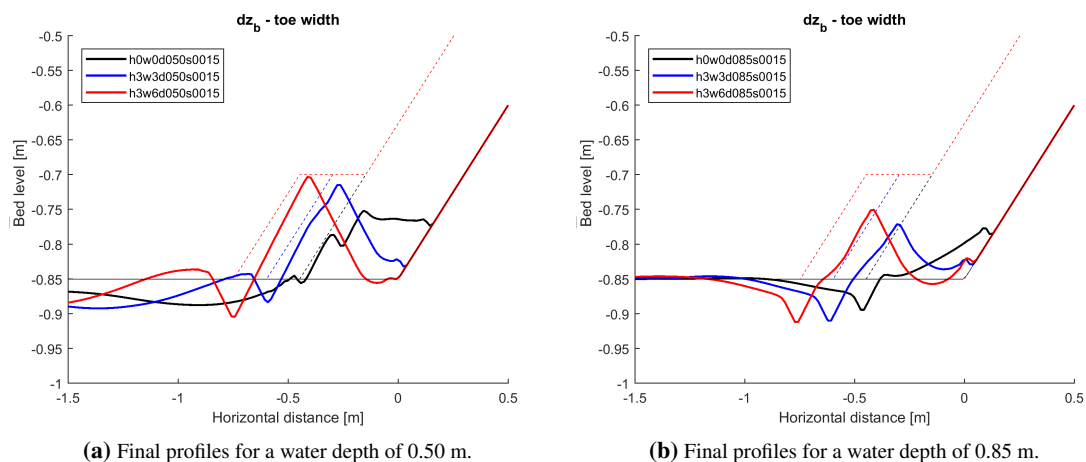 dz_b - toe width
-0.5
-0.55
-0.6
-0.65
-0.7
-0.75
-0.8
-0.85
-0.9
-0.95
-1
Bed level [m]
h0w0d050s0015
h3w3d050s0015
h3w6d050s0015
-1.5 -1 -0.5 0 0.5
Horizontal distance [m]
(a) Final profiles for a water depth of 0.50 m.
dz_b - toe width
-0.5
-0.55
-0.6
-0.65
-0.7
-0.75
-0.8
-0.85
-0.9
-0.95
-1
Bed level [m]
h0w0d085s0015
h3w3d085s0015
h3w6d085s0015
-1.5 -1 -0.5 0 0.5
Horizontal distance [m]
(b) Final profiles for a water depth of 0.85 m.